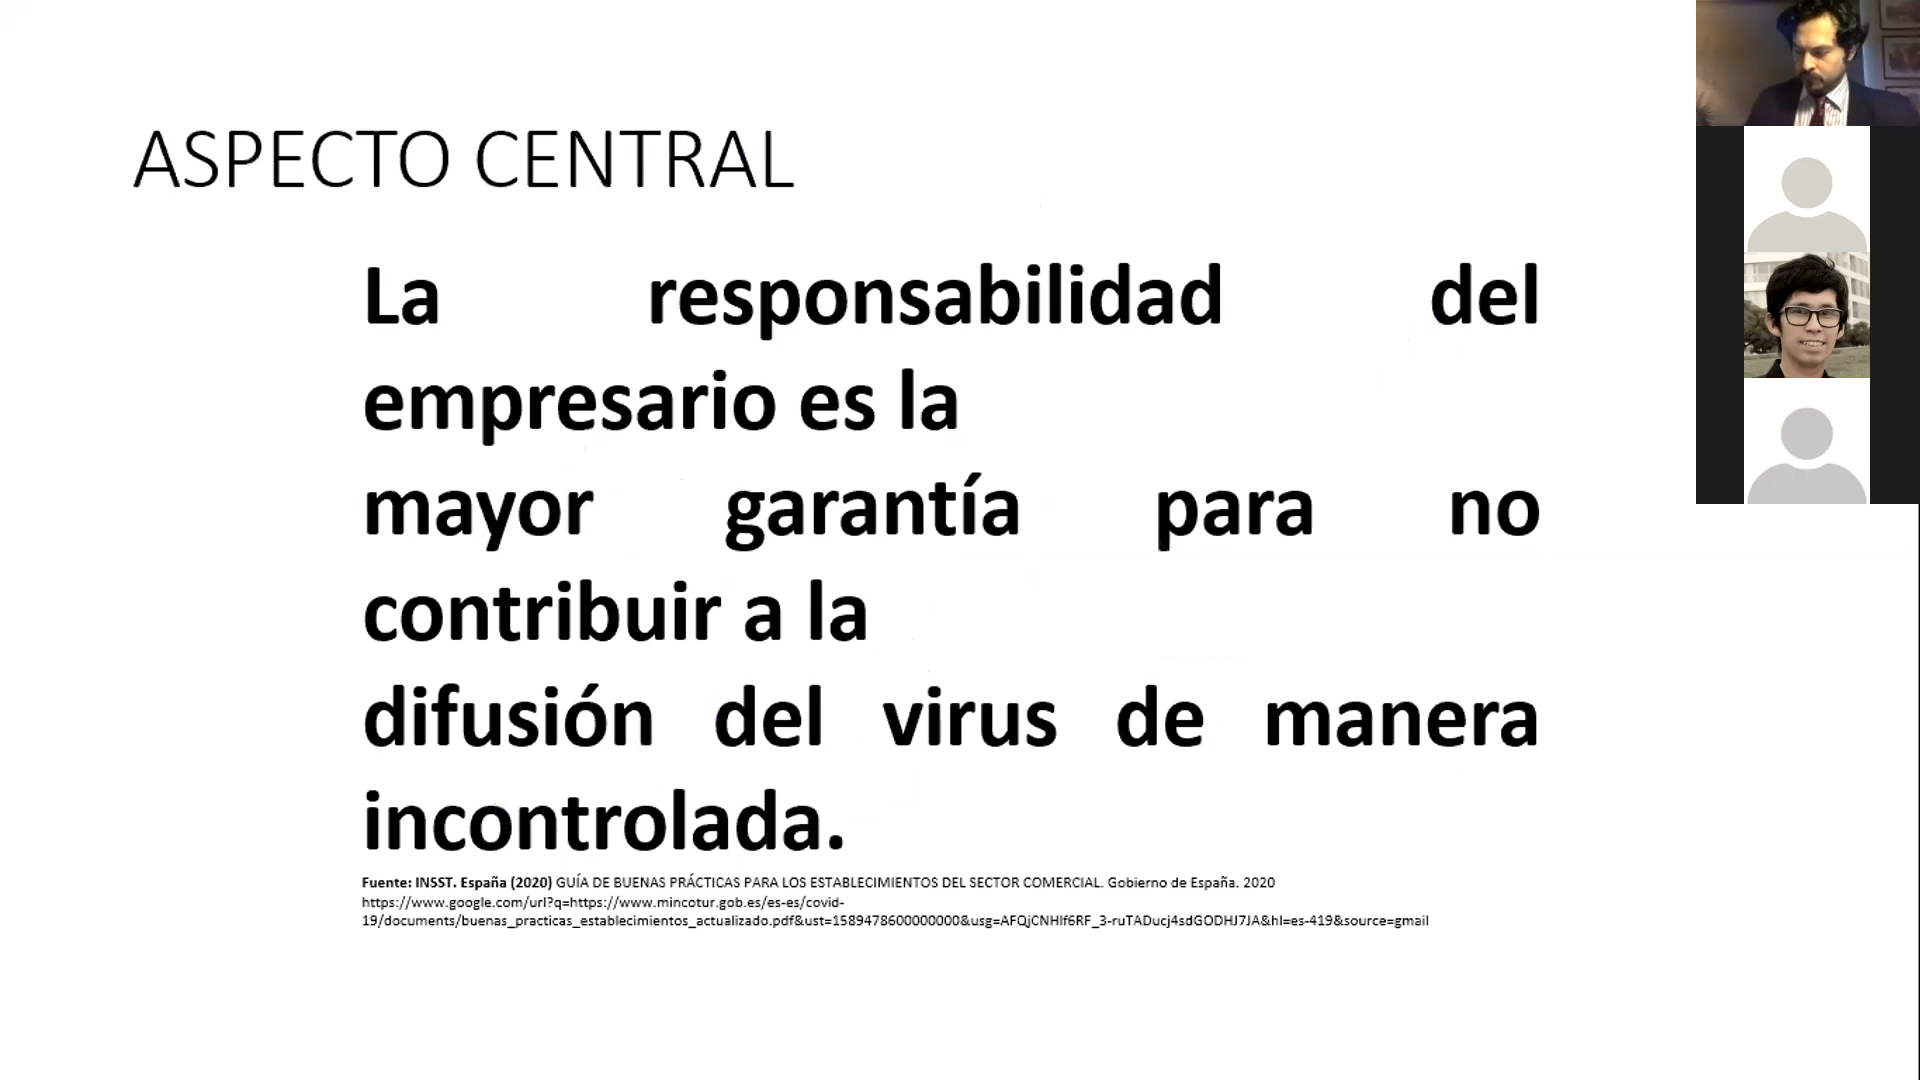 ASPECTO CENTRAL
La responsabilidad del
empresario es la
mayor garantía para no
contribuir a la
difusión del virus de manera
incontrolada.
Fuente: INSST. España (2020) GUÍA DE BUENAS PRÁCTICAS PARA LOS ESTABLECIMIENTOS DEL SECTOR COMERCIAL. Gobierno de España. 2020
https://www.google.com/url?q=https://www.mincotur.gob.es/es-es/covid-
19/documents/buenas_practicas_establecimientos_actualizado.pdf&ust=1589478600000000&usg=AFQjCNHIf6RF_3-ruTADucj4sdGODHJ7JA&hl=es-419&source=gmail